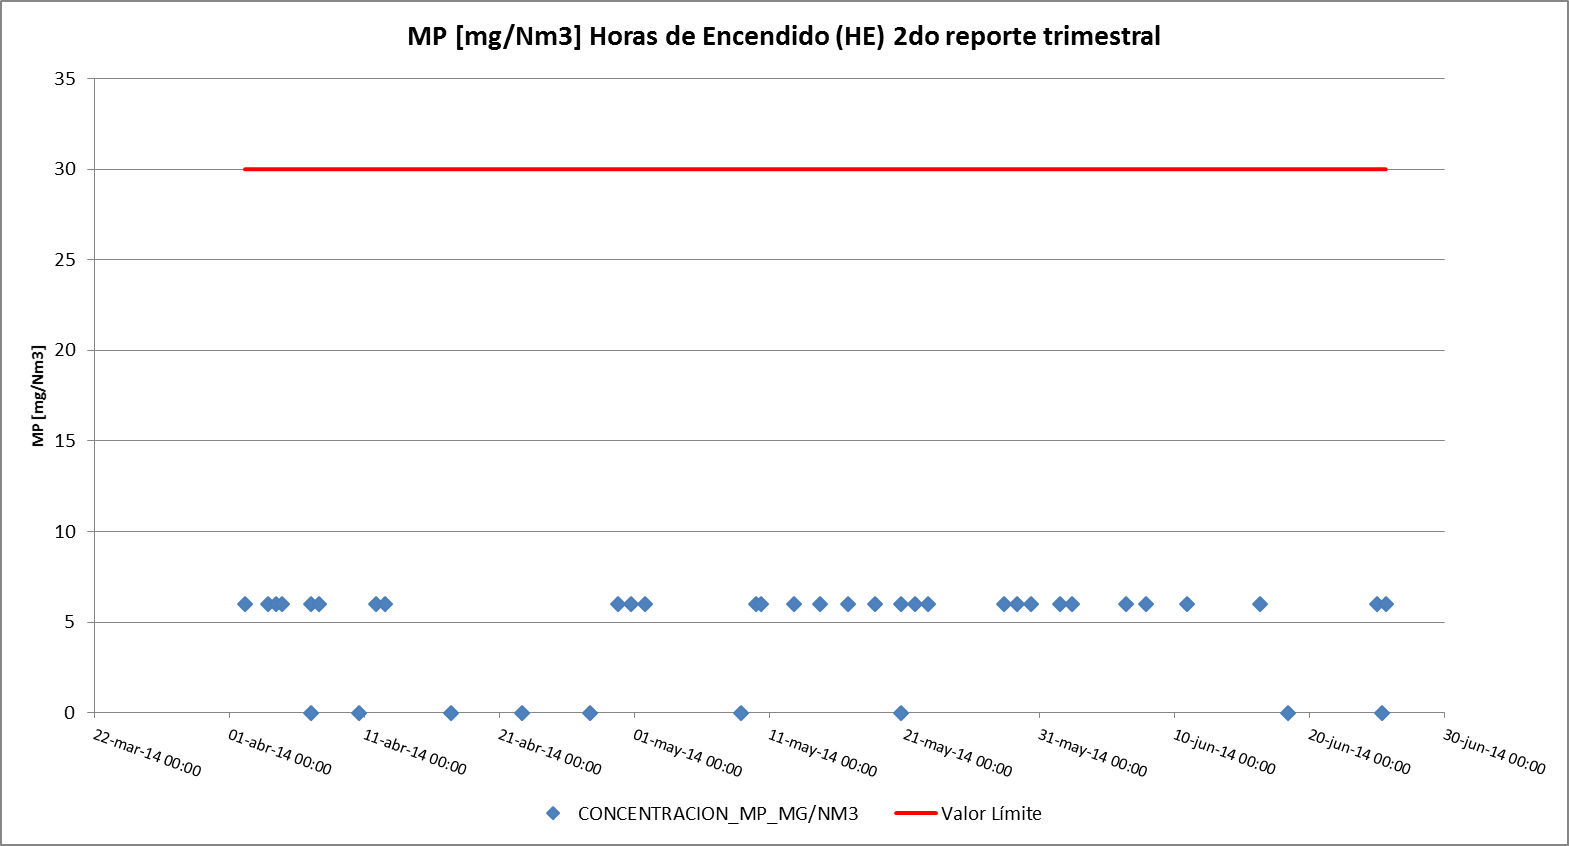 MP [mg/Nm3] Horas de Encendido (HE) 2do reporte trimestral
35
30
25
20
15
10
5
0
MP [mg/Nm3]
22-mar-14 00:00
01-abr-14 00:00
11-abr-14 00:00
21-abr-14 00:00
01-may-14 00:00
11-may-14 00:00
21-may-14 00:00
31-may-14 00:00
10-jun-14 00:00
20-jun-14 00:00
30-jun-14 00:00
CONCENTRACION_MP_MG/NM3
Valor Límite